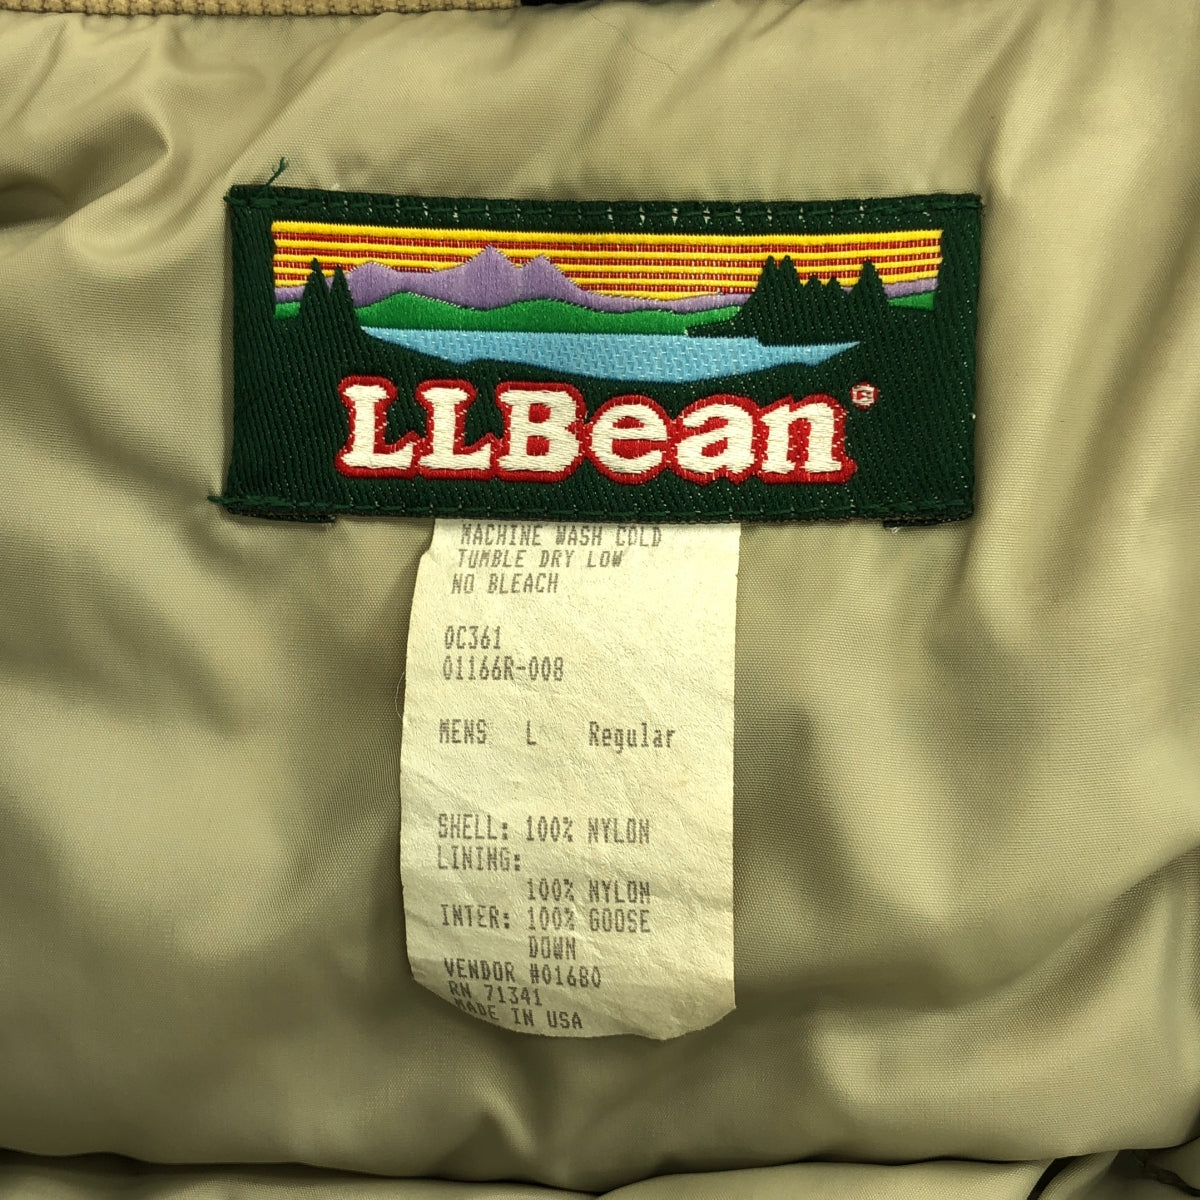 LLBean®
MACHINE WASH COLD
TUMBLE DRY LOW
NO BLEACH
0C361
01166R-008
MENS L Regular
SHELL: 100% NYLON
LINING:
100% NYLON
INTER: 100% GOOSE
DOWN
VENDOR #01680
RN 71341
MADE IN USA